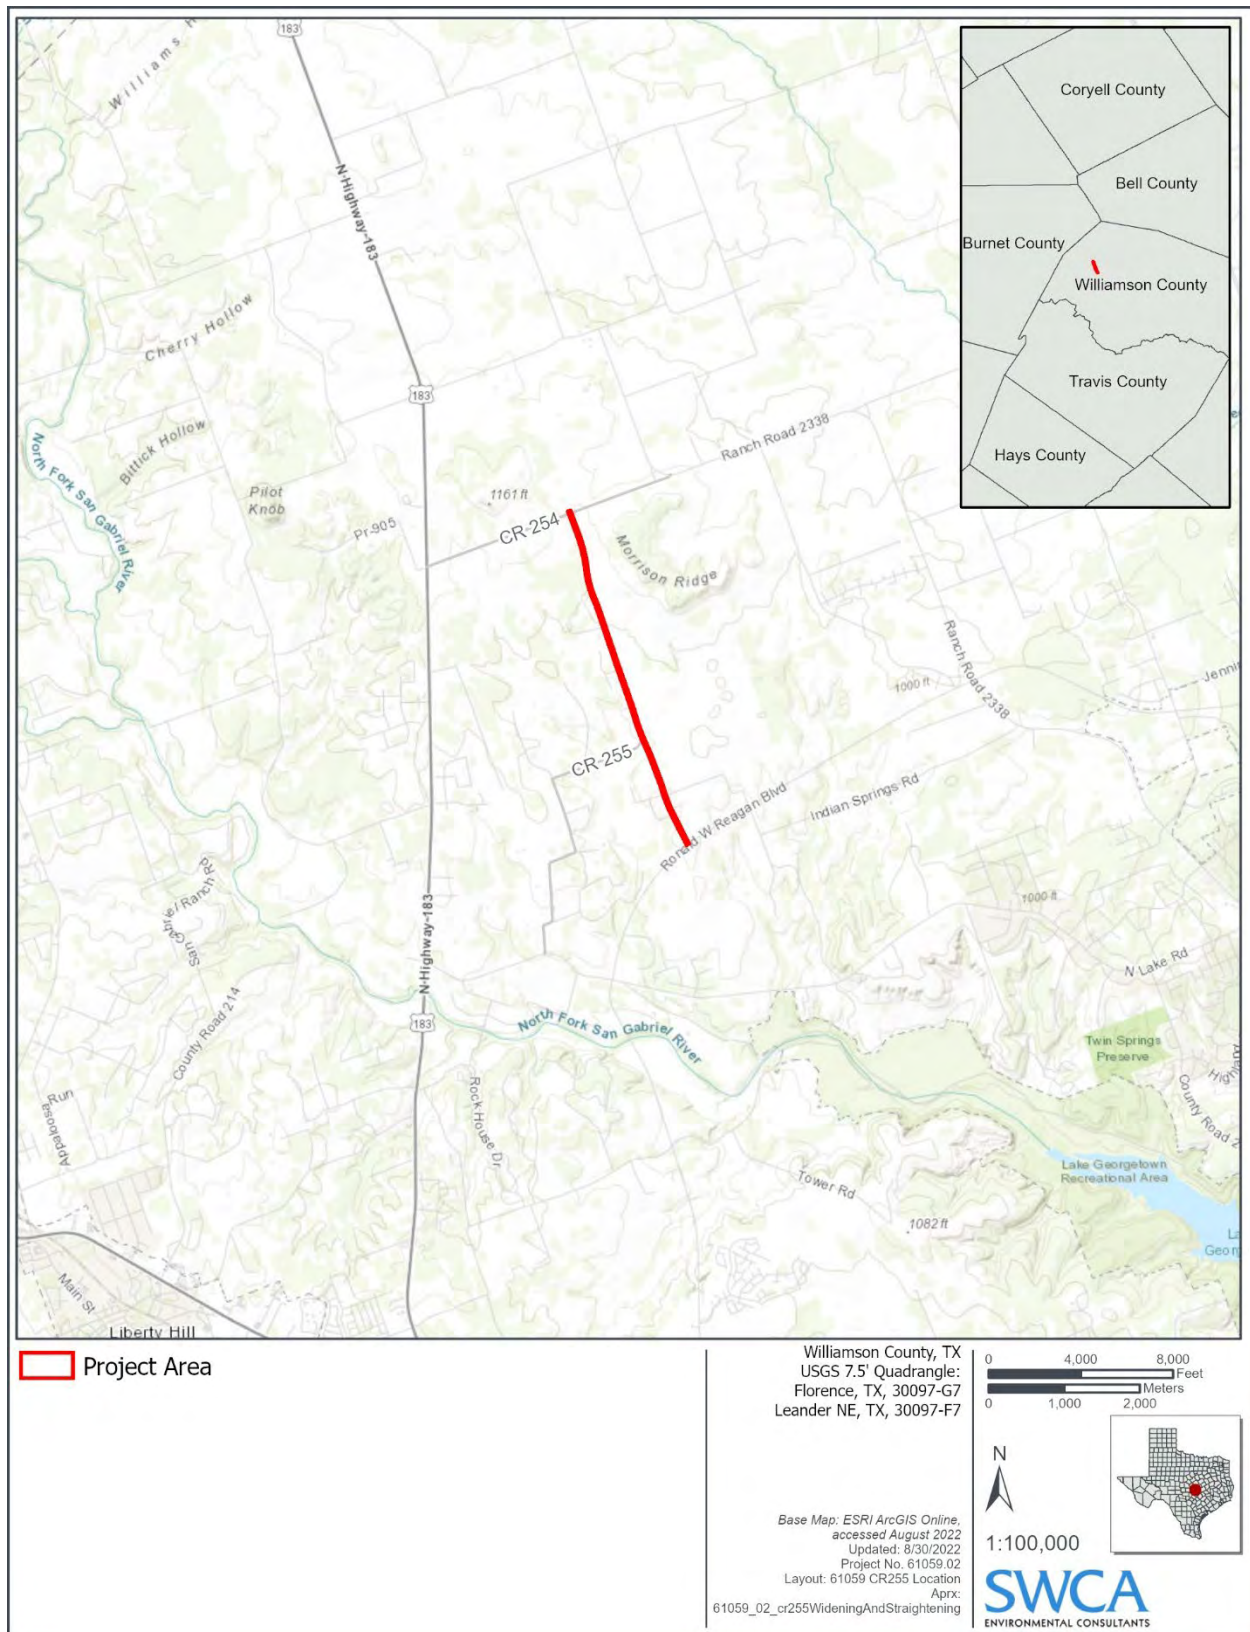 183
Williams H
N-Highway-183
Coryell County
Bell County
Burnet County
Williamson County
Travis County
Hays County
Cherry Hollow
183
Bittick Hollow
North Fork San Gabriel River
Pilot
Knob
Ranch Road 2338
1161 ft
Pr-905
CR-254
Morrison Ridge
Ranch Road 2338
1000 ft
Jenni
CR-255
Ronald W Reagan Blvd
Indian Springs Rd
San Gabriel Ranch Rd
1000 ft
N-Highway-183
N Lake Rd
County Road 214
183
North Fork San Gabriel River
Twin Springs
Preserve
Highland
County Road 2
Run
Appaloosa
Rock House Dr
Lake Georgetown
Recreational Area
Tower Rd
1082 ft
La
Georg
Main St
Liberty Hill
Project Area
Williamson County, TX
USGS 7.5' Quadrangle:
Florence, TX, 30097-G7
Leander NE, TX, 30097-F7
0 4,000 8,000
Feet
Meters
0 1,000 2,000
N
1:100,000
Base Map: ESRI ArcGIS Online,
accessed August 2022
Updated: 8/30/2022
Project No. 61059.02
Layout: 61059 CR255 Location
Aprx:
61059_02_cr255WideningAndStraightening
SWCA
ENVIRONMENTAL CONSULTANTS